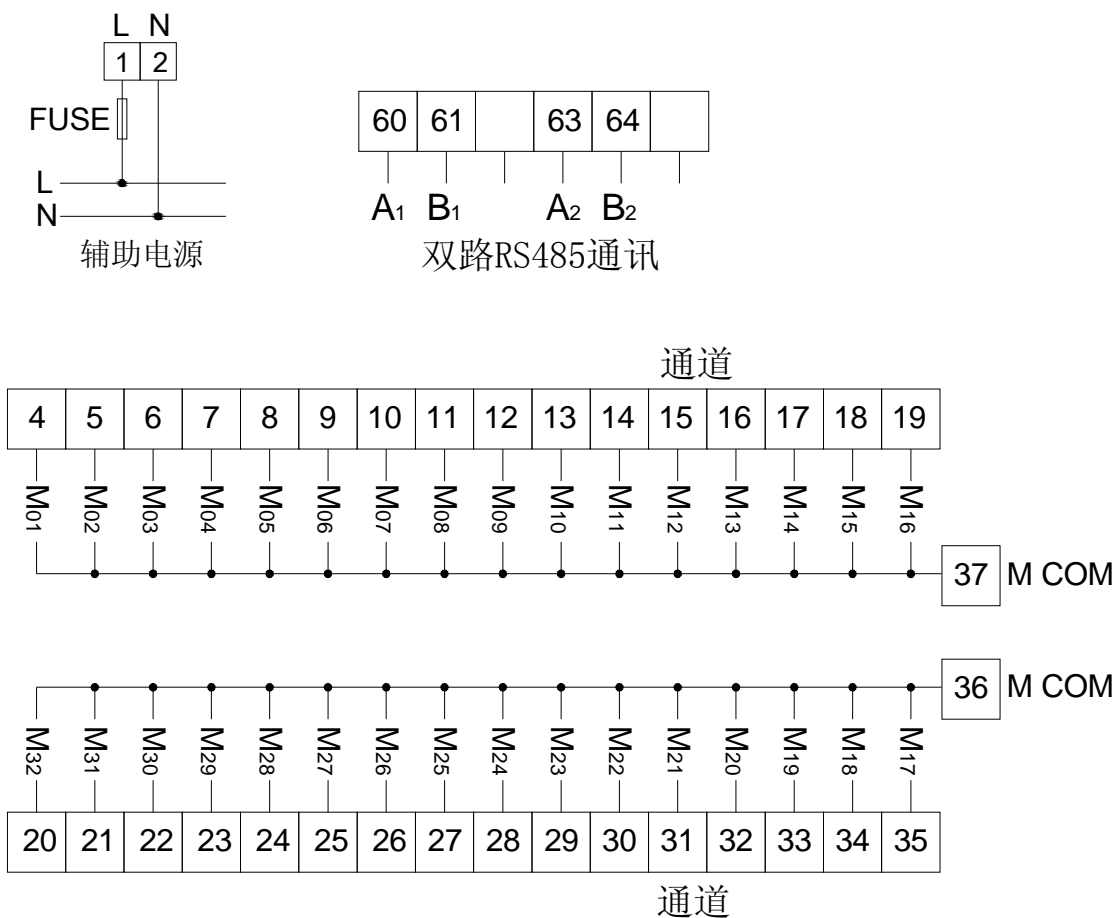 L N
1 2
FUSE
L
N
辅助电源
60 61 63 64
A1 B1 A2 B2
双路RS485通讯
通道
4 5 6 7 8 9 10 11 12 13 14 15 16 17 18 19
M01 M02 M03 M04 M05 M06 M07 M08 M09 M10 M11 M12 M13 M14 M15 M16
37 M COM
36 M COM
M32 M31 M30 M29 M28 M27 M26 M25 M24 M23 M22 M21 M20 M19 M18 M17
20 21 22 23 24 25 26 27 28 29 30 31 32 33 34 35
通道